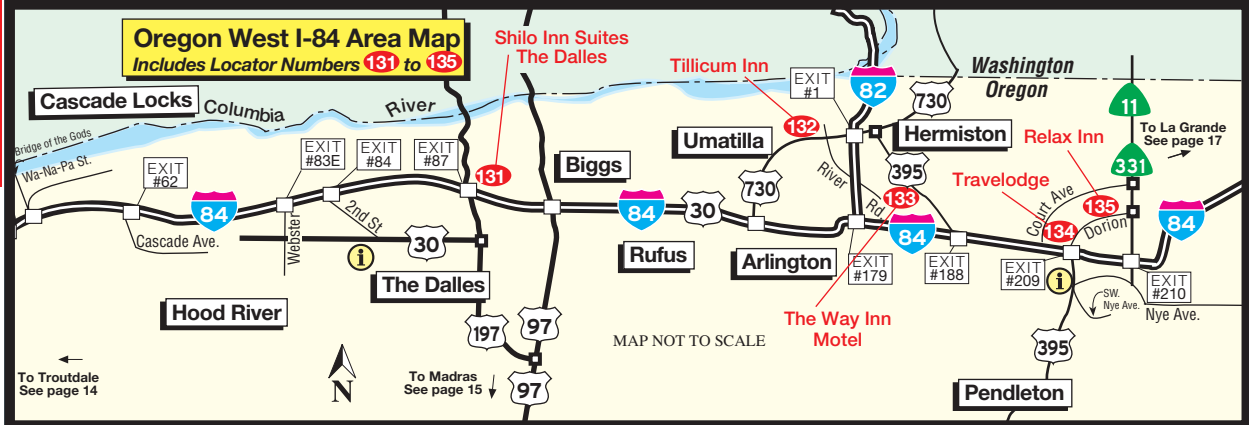 Oregon West I-84 Area Map
Includes Locator Numbers 131 to 135
Shilo Inn Suites
The Dalles
Tillicum Inn
EXIT
#1
82
730
Washington
Oregon
11
To La Grande
See page 17
331
Cascade Locks
Columbia
River
Bridge of the Gods
Wa-Na-Pa St.
EXIT
#62
EXIT
#83E
EXIT
#84
EXIT
#87
131
Biggs
Umatilla
132
Hermiston
Relax Inn
395
River
Rd
730
133
Travelodge
Court Ave
135
134
Dorion
84
84
Cascade Ave.
84
30
84
Webster
2nd St
30
i
The Dalles
Rufus
Arlington
EXIT
#179
EXIT
#188
EXIT
#209
i
EXIT
#210
SW.
Nye Ave.
Nye Ave.
Hood River
197
97
MAP NOT TO SCALE
The Way Inn
Motel
395
To Troutdale
See page 14
N
To Madras
See page 15
97
Pendleton